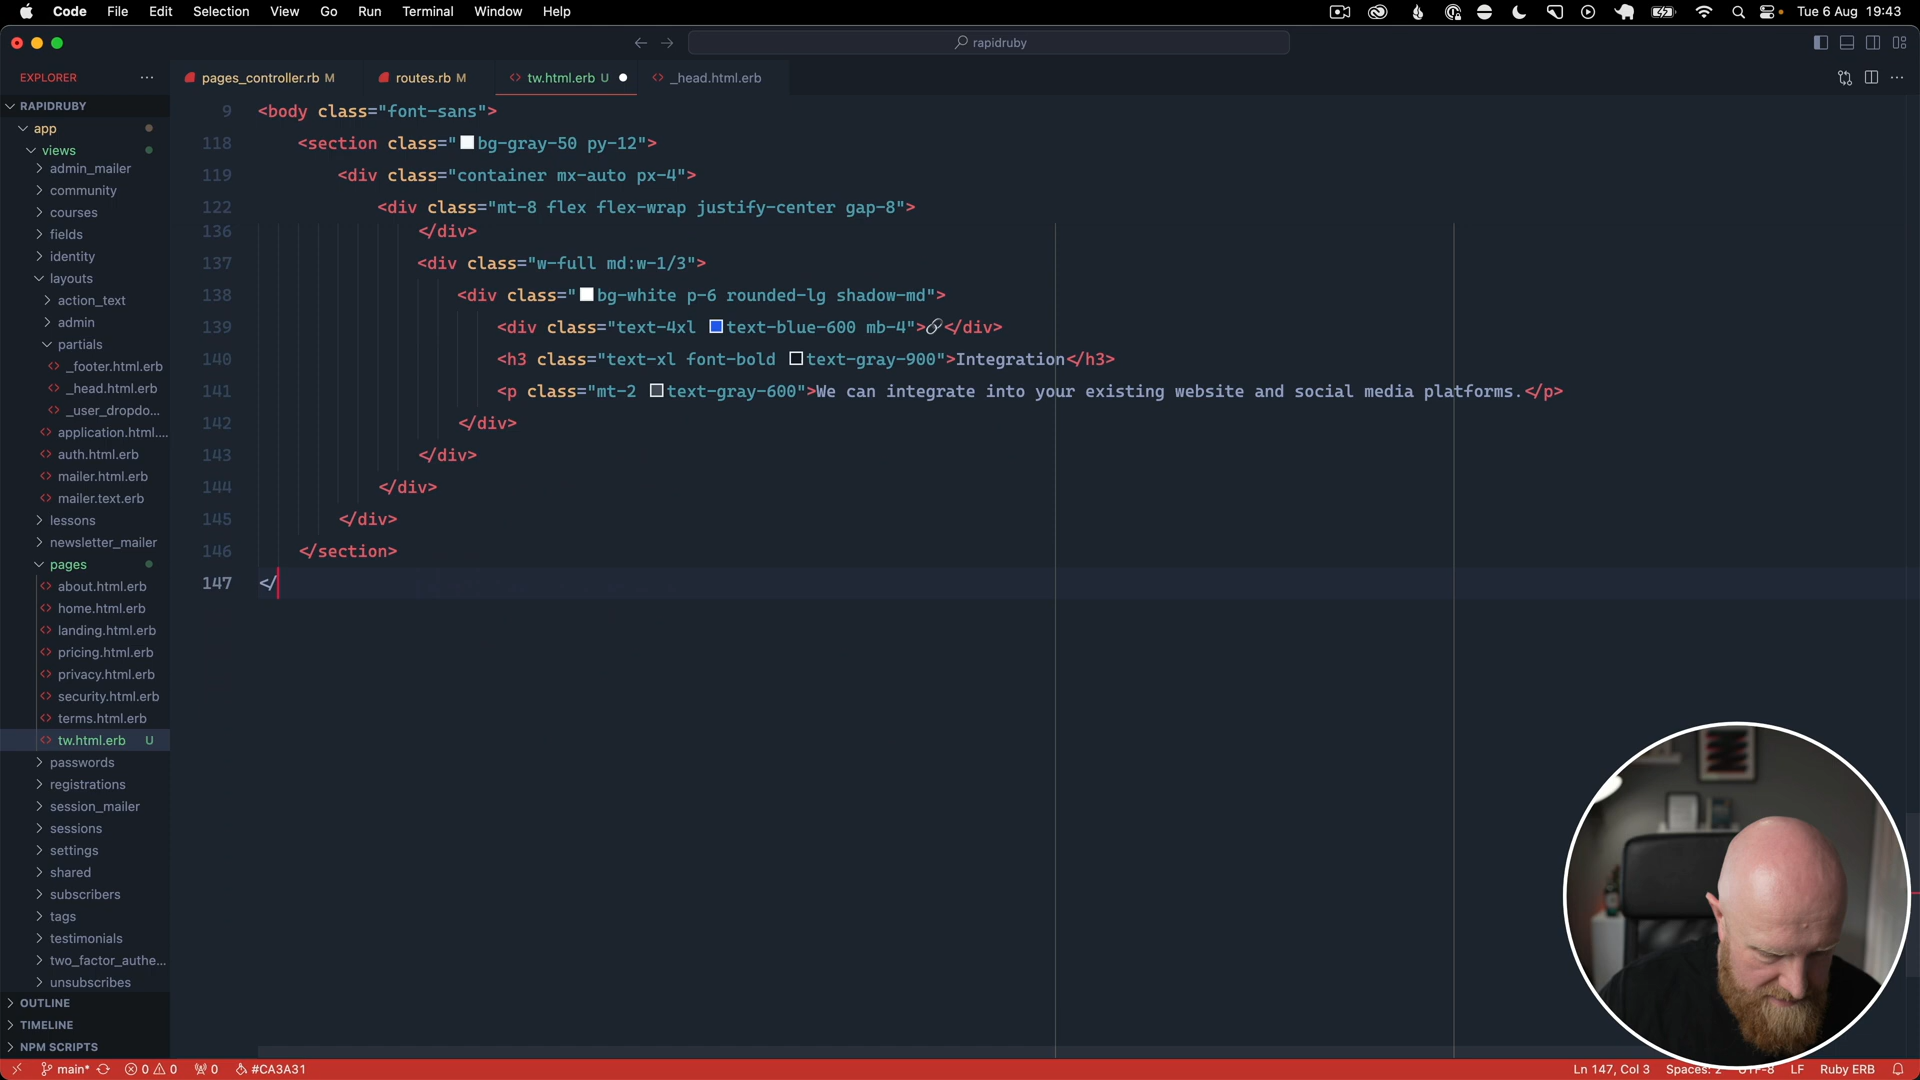 Code File Edit Selection View Go Run Terminal Window Help
Tue 6 Aug 19:43
rapidruby
EXPLORER
pages_controller.rb M
routes.rb M
tw.html.erb U
_head.html.erb
RAPIDRUBY
app
views
admin_mailer
community
courses
fields
identity
layouts
action_text
admin
partials
_footer.html.erb
_head.html.erb
_user_dropdo...
application.html....
auth.html.erb
mailer.html.erb
mailer.text.erb
lessons
newsletter_mailer
pages
about.html.erb
home.html.erb
landing.html.erb
pricing.html.erb
privacy.html.erb
security.html.erb
terms.html.erb
tw.html.erb U
passwords
registrations
session_mailer
sessions
settings
shared
subscribers
tags
testimonials
two_factor_authe...
unsubscribes
OUTLINE
TIMELINE
NPM SCRIPTS
9 <body class="font-sans">
118 <section class="bg-gray-50 py-12">
119 <div class="container mx-auto px-4">
122 <div class="mt-8 flex flex-wrap justify-center gap-8">
136 </div>
137 <div class="w-full md:w-1/3">
138 <div class="bg-white p-6 rounded-lg shadow-md">
139 <div class="text-4xl text-blue-600 mb-4">🔗</div>
140 <h3 class="text-xl font-bold text-gray-900">Integration</h3>
141 <p class="mt-2 text-gray-600">We can integrate into your existing website and social media platforms.</p>
142 </div>
143 </div>
144 </div>
145 </div>
146 </section>
147 </
main* 0 0 0 #CA3A31
Ln 147, Col 3 Spaces: 2 UTF-8 LF Ruby ERB